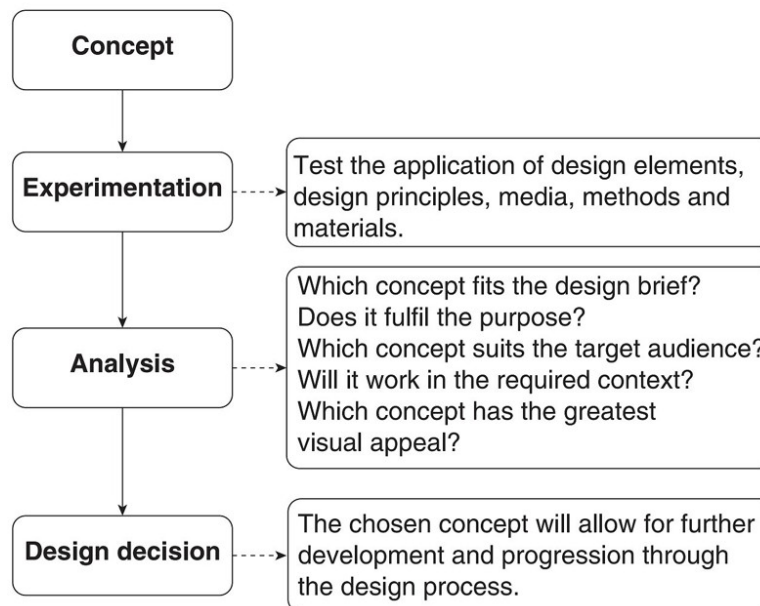 Concept
Experimentation
Test the application of design elements,
design principles, media, methods and
materials.
Analysis
Which concept fits the design brief?
Does it fulfil the purpose?
Which concept suits the target audience?
Will it work in the required context?
Which concept has the greatest
visual appeal?
Design decision
The chosen concept will allow for further
development and progression through
the design process.